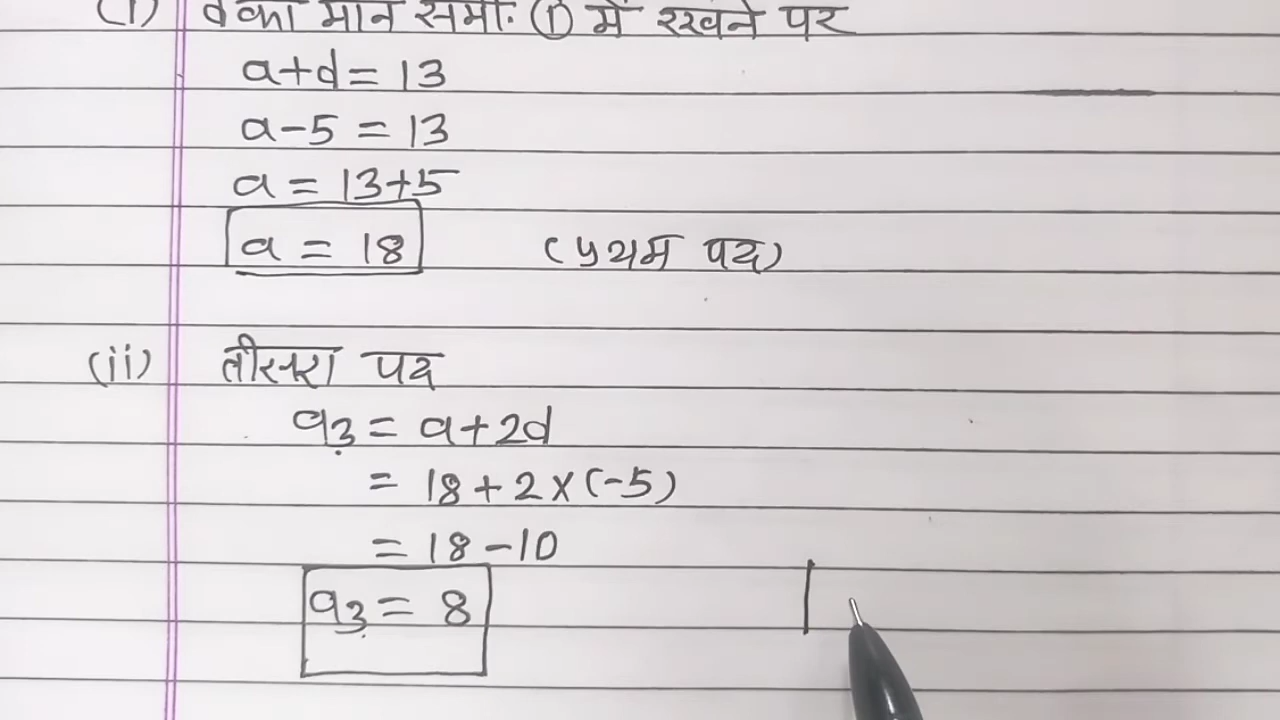 (i) d का मान समी॰ ① में रखने पर
a+d = 13
a-5 = 13
a = 13+5
a = 18 (प्रथम पद)
(ii) तीसरा पद
a₃ = a+2d
= 18+2×(-5)
= 18-10
a₃ = 8